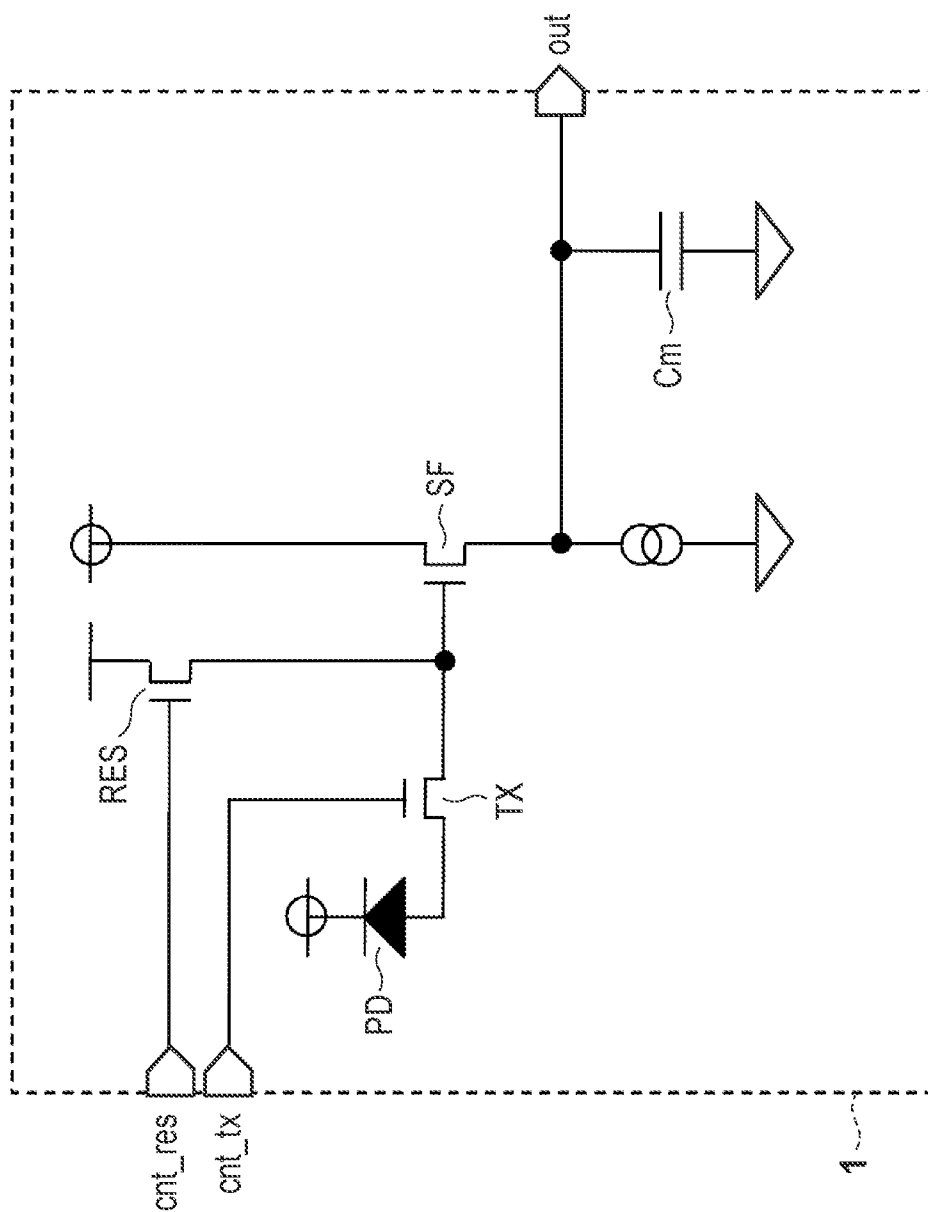 out
Cm
SF
RES
TX
PD
cnt_res
cnt_tx
1